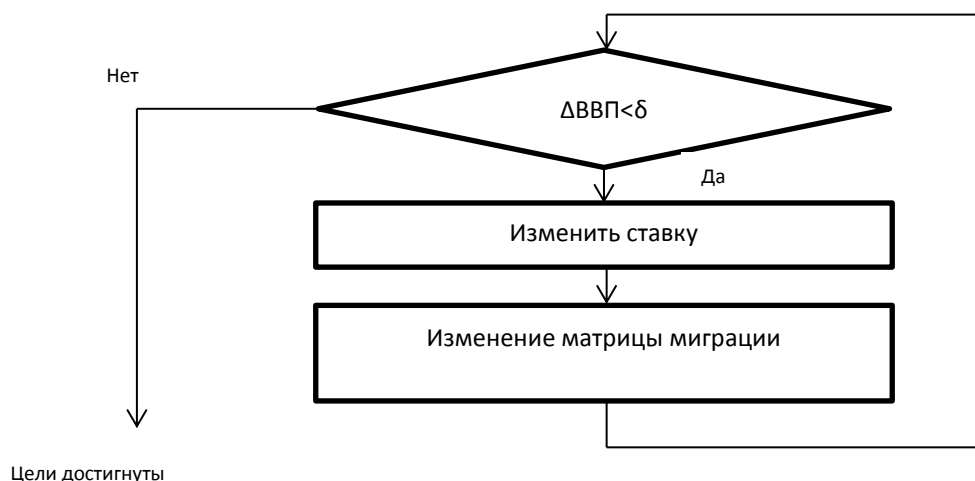 Нет
ΔВВП<δ
Да
Изменить ставку
Изменение матрицы миграции
Цели достигнуты